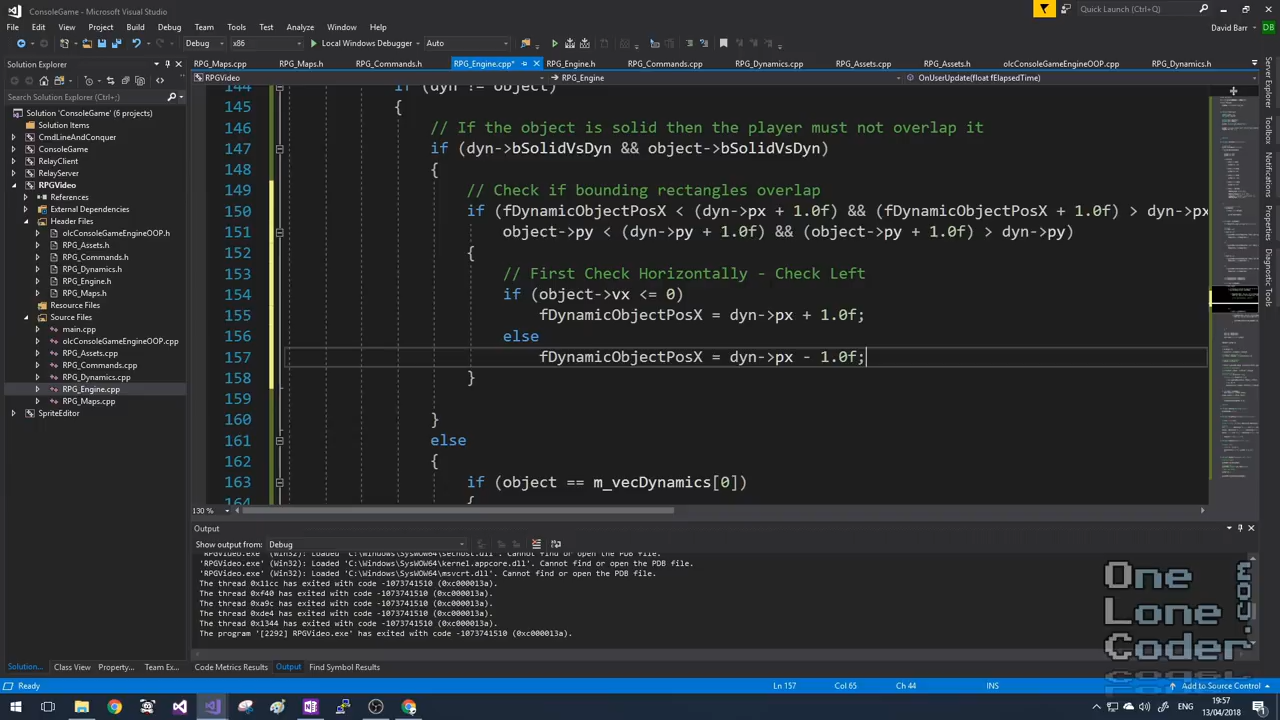 ConsoleGame - Microsoft Visual Studio
Quick Launch (Ctrl+Q)
File Edit View Project Build Debug Team Tools Architecture Test Analyze Window Help
David Barr DB
Debug x86 Local Windows Debugger Auto
Solution Explorer
Search Solution Explorer (Ctrl+;)
Solution 'ConsoleGame' (6 projects)
Solution Items
CmdLineAndConquer
ConsoleGame
RelayClient
RelayServer
RPGVideo
References
External Dependencies
Header Files
olcConsoleGameEngineOOP.h
RPG_Assets.h
RPG_Commands.h
RPG_Dynamics.h
RPG_Engine.h
RPG_Maps.h
Resource Files
Source Files
main.cpp
olcConsoleGameEngineOOP.cpp
RPG_Assets.cpp
RPG_Commands.cpp
RPG_Dynamics.cpp
RPG_Engine.cpp
RPG_Maps.cpp
SpriteEditor
Solution... Class View Property... Team Ex...
RPG_Maps.cpp RPG_Maps.h RPG_Commands.h RPG_Engine.cpp* RPG_Engine.h RPG_Commands.cpp RPG_Dynamics.cpp RPG_Assets.cpp olcConsoleGameEngineOOP.cpp RPG_Dynamics.h
RPGVideo RPG_Engine OnUserUpdate(float fElapsedTime)
144 if (dyn != object)
145 {
146 // If the object is solid than the player must not overlap it
147 if (dyn->bSolidVsDyn && object->bSolidVsDyn)
148 {
149 // Check if bounding rectangles overlap
150 if (fDynamicObjectPosX < (dyn->px + 1.0f) && (fDynamicObjectPosX + 1.0f) > dyn->px
151 object->py < (dyn->py + 1.0f) && (object->py + 1.0f) > dyn->py)
152 {
153 // First Check Horizontally - Check Left
154 if (object->vx <= 0)
155 fDynamicObjectPosX = dyn->px + 1.0f;
156 else
157 fDynamicObjectPosX = dyn->px - 1.0f;
158 }
159
160 }
161 else
162 {
163 if (object == m_vecDynamics[0])
164 {
130 %
Output
Show output from: Debug
'RPGVideo.exe' (Win32): Loaded 'C:\Windows\SysWOW64\sechost.dll'. Cannot find or open the PDB file.
'RPGVideo.exe' (Win32): Loaded 'C:\Windows\SysWOW64\kernel.appcore.dll'. Cannot find or open the PDB file.
'RPGVideo.exe' (Win32): Loaded 'C:\Windows\SysWOW64\msvcrt.dll'. Cannot find or open the PDB file.
The thread 0x11cc has exited with code -1073741510 (0xc000013a).
The thread 0xf40 has exited with code -1073741510 (0xc000013a).
The thread 0xa9c has exited with code -1073741510 (0xc000013a).
The thread 0xde4 has exited with code -1073741510 (0xc000013a).
The thread 0x1344 has exited with code -1073741510 (0xc000013a).
The program '[2292] RPGVideo.exe' has exited with code -1073741510 (0xc000013a).
Code Metrics Results Output Find Symbol Results
Server Explorer
Toolbox
Notifications
Diagnostic Tools
One
Lone
Coder
.com
Ready Ln 157 Col 65 Ch 44 INS Add to Source Control
19:57
ENG
13/04/2018